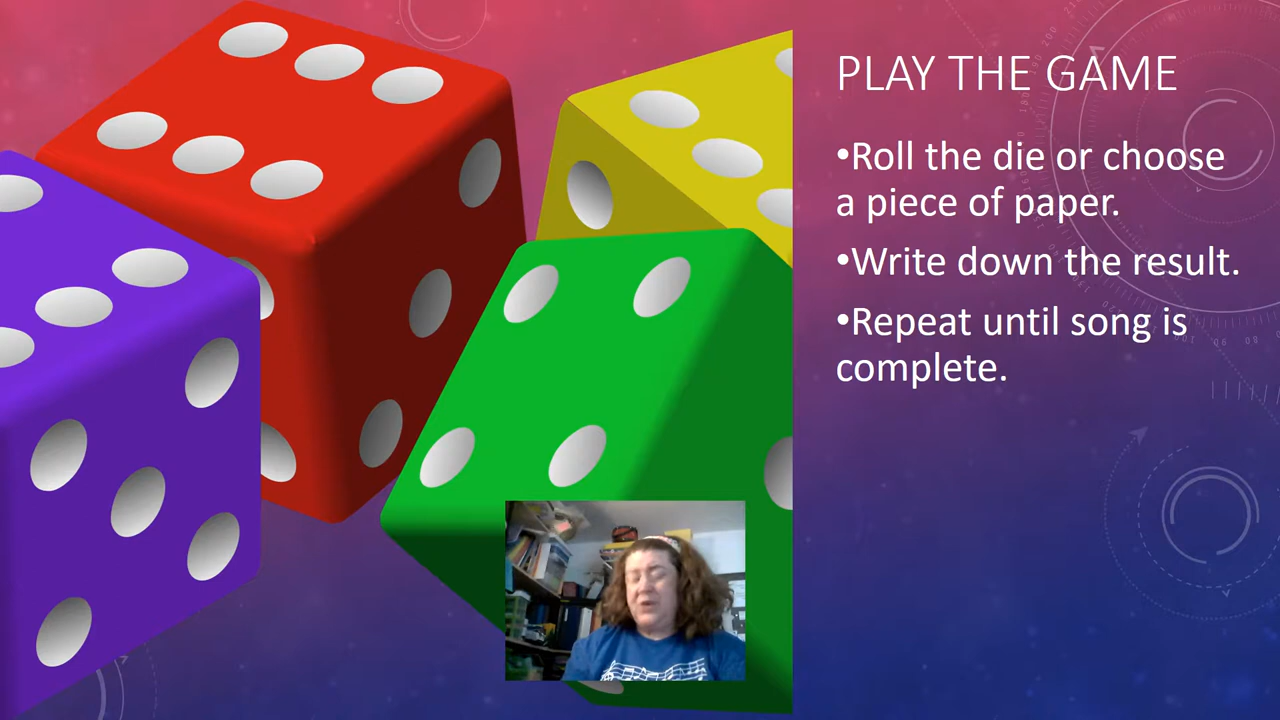 PLAY THE GAME
•Roll the die or choose
a piece of paper.
•Write down the result.
•Repeat until song is
complete.